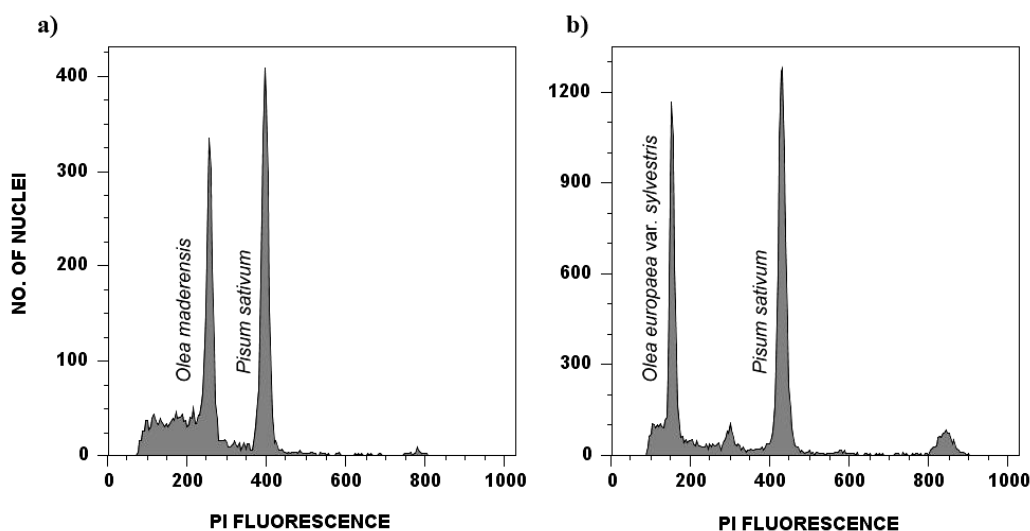 a)
NO. OF NUCLEI
400
300
200
100
0
Olea maderensis
Pisum sativum
0 200 400 600 800 1000
PI FLUORESCENCE
b)
1200
900
600
300
0
Olea europaea var. sylvestris
Pisum sativum
0 200 400 600 800 1000
PI FLUORESCENCE